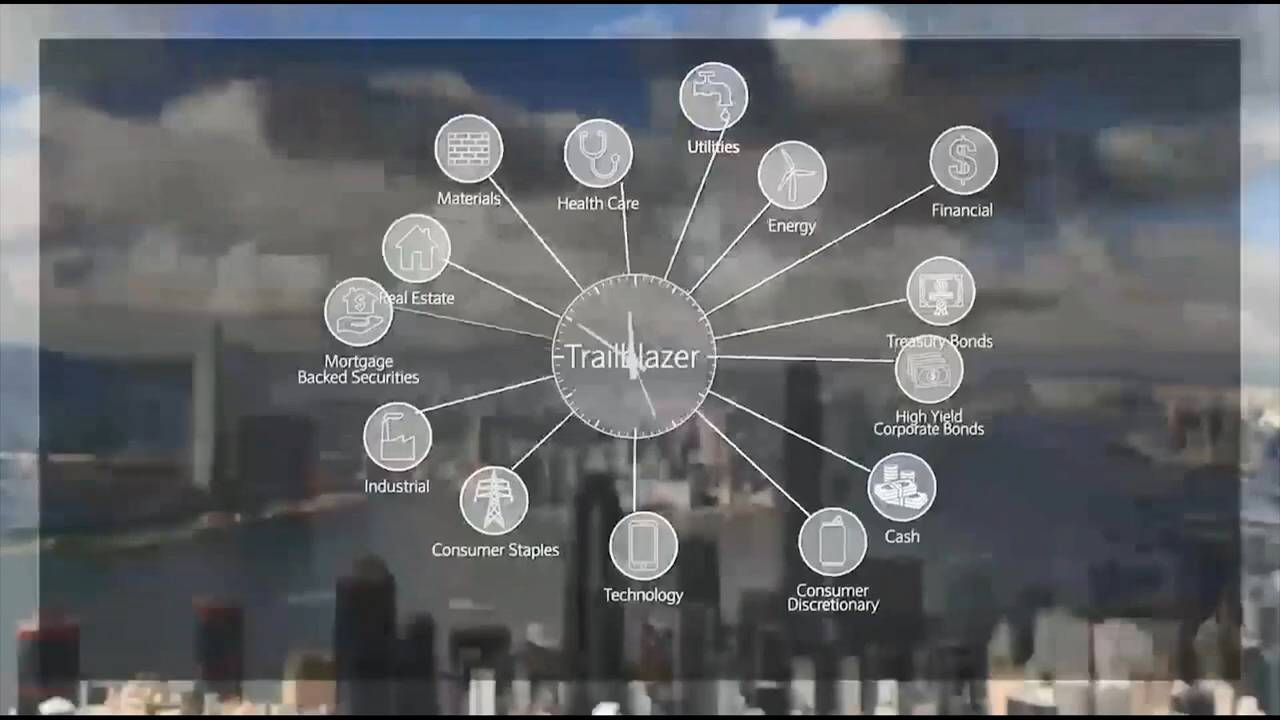 Utilities
Materials
Health Care
Energy
Financial
Real Estate
Treasury Bonds
Trailblazer
Mortgage
Backed Securities
High Yield
Corporate Bonds
Industrial
Cash
Consumer Staples
Technology
Consumer
Discretionary